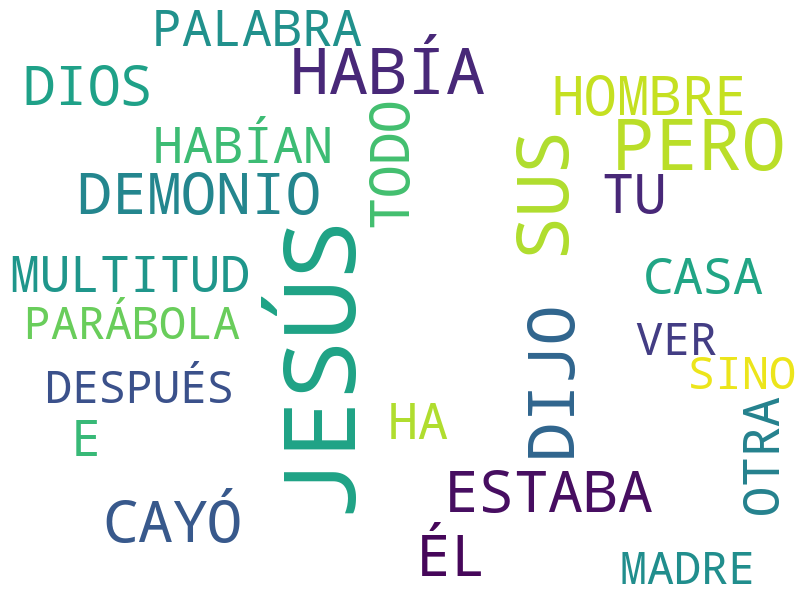 PALABRA
HABÍA
DIOS
HOMBRE
TODO
PERO
HABÍAN
SUS
DEMONIO
TU
JESÚS
MULTITUD
CASA
PARÁBOLA
DIJO
VER
SINO
DESPUÉS
HA
OTRA
E
ESTABA
CAYÓ
ÉL
MADRE